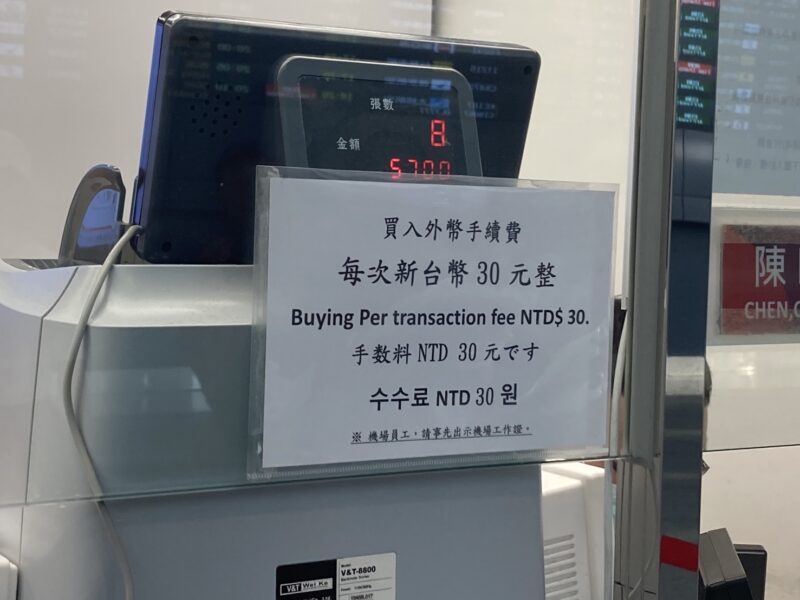 張數
8
金額
5700
買入外幣手續費
每次新台幣 30 元整
Buying Per transaction fee NTD$ 30.
手数料 NTD 30 元です
수수료 NTD 30 원
※ 機場員工，請事先出示機場工作證。
陳
CHEN,C
V&T Wei Ke
V&T-8800